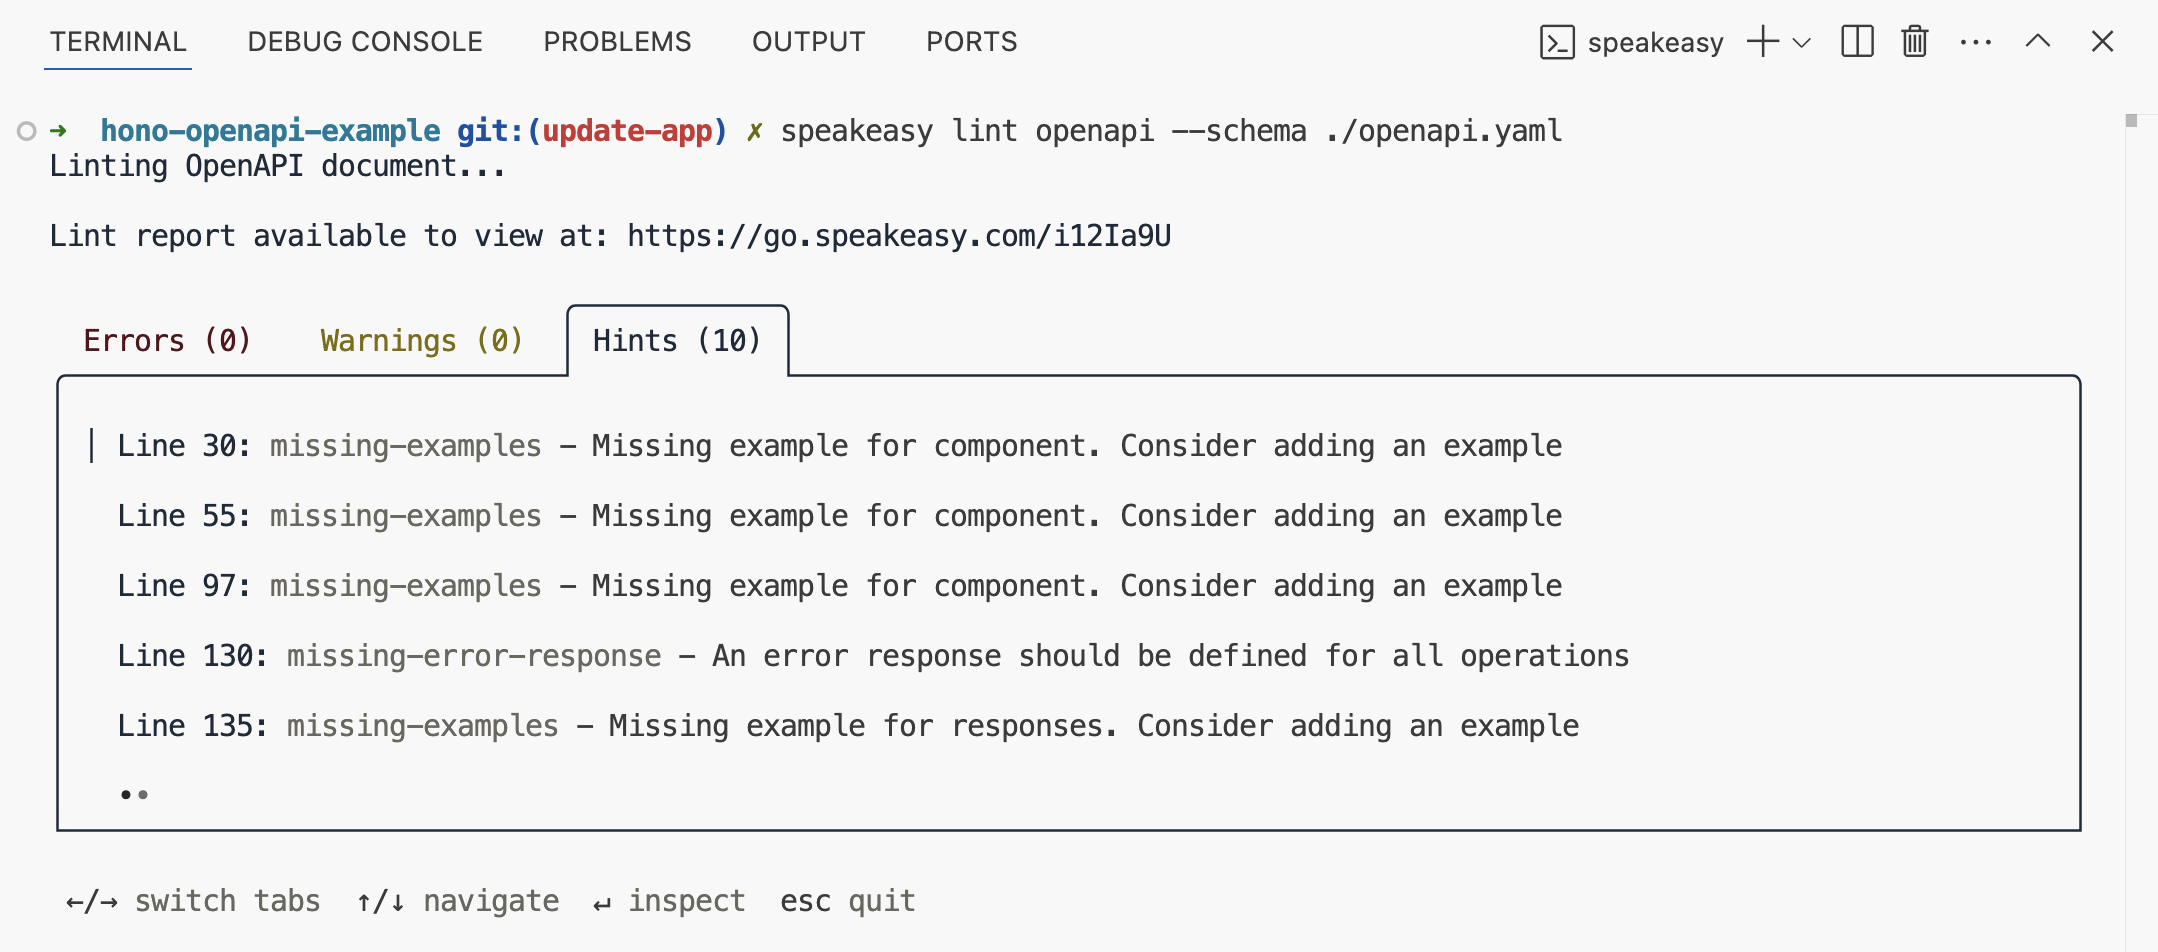 TERMINAL DEBUG CONSOLE PROBLEMS OUTPUT PORTS speakeasy
➜ hono-openapi-example git:(update-app) ✗ speakeasy lint openapi --schema ./openapi.yaml
Linting OpenAPI document...
Lint report available to view at: https://go.speakeasy.com/i12Ia9U
Errors (0) Warnings (0) Hints (10)
Line 30: missing-examples - Missing example for component. Consider adding an example
Line 55: missing-examples - Missing example for component. Consider adding an example
Line 97: missing-examples - Missing example for component. Consider adding an example
Line 130: missing-error-response - An error response should be defined for all operations
Line 135: missing-examples - Missing example for responses. Consider adding an example
••
←/→ switch tabs ↑/↓ navigate ↵ inspect esc quit